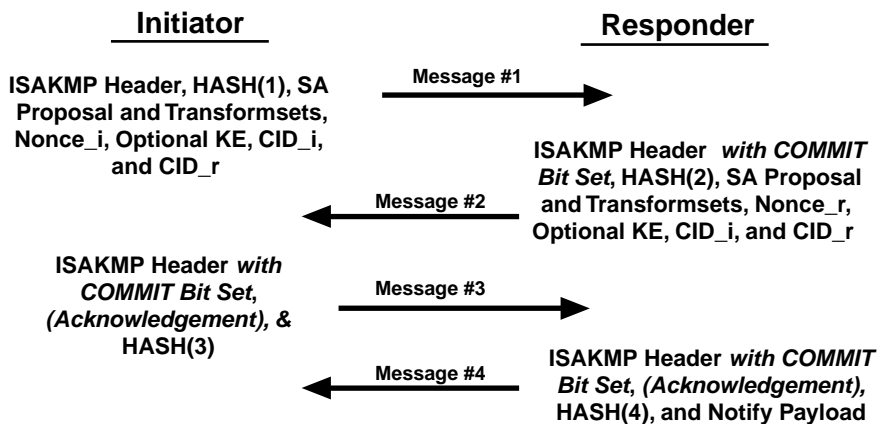 Initiator
Responder
ISAKMP Header, HASH(1), SA
Proposal and Transformsets,
Nonce_i, Optional KE, CID_i,
and CID_r
Message #1
ISAKMP Header with COMMIT
Bit Set, HASH(2), SA Proposal
and Transformsets, Nonce_r,
Optional KE, CID_i, and CID_r
Message #2
ISAKMP Header with
COMMIT Bit Set,
(Acknowledgement), &
HASH(3)
Message #3
Message #4
ISAKMP Header with COMMIT
Bit Set, (Acknowledgement),
HASH(4), and Notify Payload